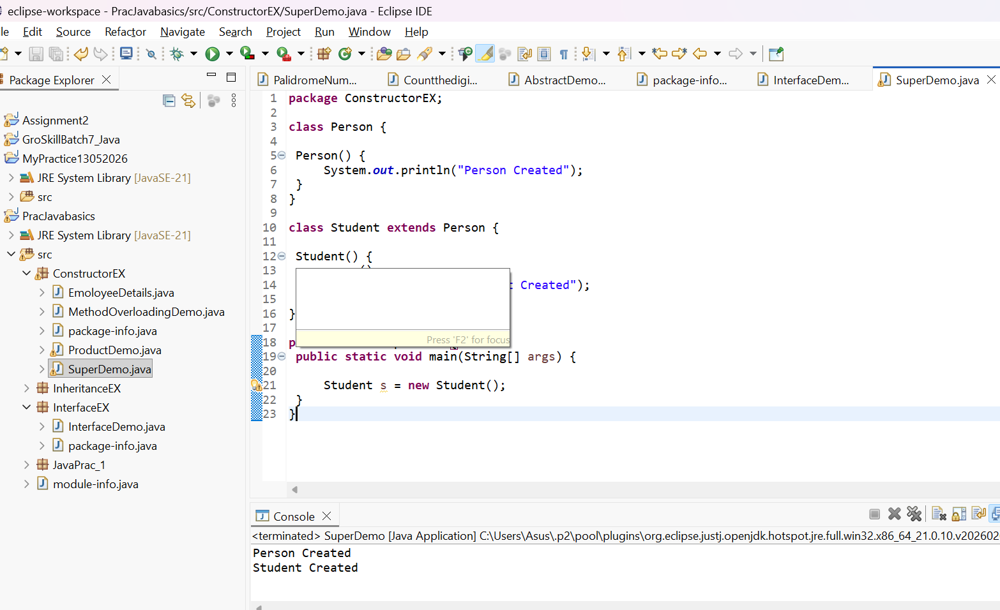 eclipse-workspace - PracJavabasics/src/ConstructorEX/SuperDemo.java - Eclipse IDE
le Edit Source Refactor Navigate Search Project Run Window Help
Package Explorer
Assignment2
GroSkillBatch7_Java
MyPractice13052026
JRE System Library [JavaSE-21]
src
PracJavabasics
JRE System Library [JavaSE-21]
src
ConstructorEX
EmoloyeeDetails.java
MethodOverloadingDemo.java
package-info.java
ProductDemo.java
SuperDemo.java
InheritanceEX
InterfaceEX
InterfaceDemo.java
package-info.java
JavaPrac_1
module-info.java
PalidromeNum... Countthedigi... AbstractDemo... package-info... InterfaceDem... SuperDemo.java
1 package ConstructorEX;
2
3 class Person {
4
5 Person() {
6 System.out.println("Person Created");
7 }
8 }
9
10 class Student extends Person {
11
12 Student() {
13
14 Created");
15
16 }
17
18
19 public static void main(String[] args) {
20
21 Student s = new Student();
22 }
23 }
Press 'F2' for focus
Console
<terminated> SuperDemo [Java Application] C:\Users\Asus\.p2\pool\plugins\org.eclipse.justj.openjdk.hotspot.jre.full.win32.x86_64_21.0.10.v202602
Person Created
Student Created